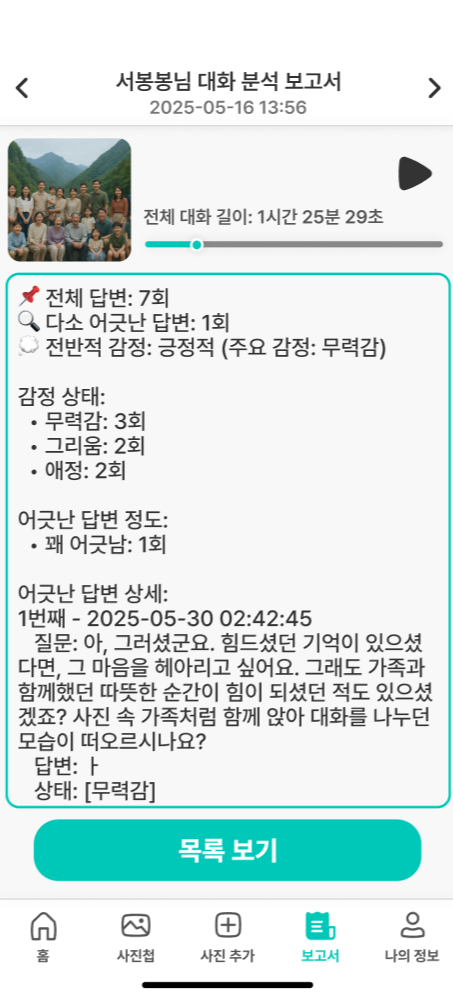 서봉봉님 대화 분석 보고서
2025-05-16 13:56
전체 대화 길이: 1시간 25분 29초
📌 전체 답변: 7회
🔍 다소 어긋난 답변: 1회
💭 전반적 감정: 긍정적 (주요 감정: 무력감)
감정 상태:
• 무력감: 3회
• 그리움: 2회
• 애정: 2회
어긋난 답변 정도:
• 꽤 어긋남: 1회
어긋난 답변 상세:
1번째 - 2025-05-30 02:42:45
질문: 아, 그러셨군요. 힘드셨던 기억이 있으셨
다면, 그 마음을 헤아리고 싶어요. 그래도 가족과
함께했던 따뜻한 순간이 힘이 되셨던 적도 있으셨
겠죠? 사진 속 가족처럼 함께 앉아 대화를 나누던
모습이 떠오르시나요?
답변: ㅏ
상태: [무력감]
목록 보기
홈 사진첩 사진 추가 보고서 나의 정보